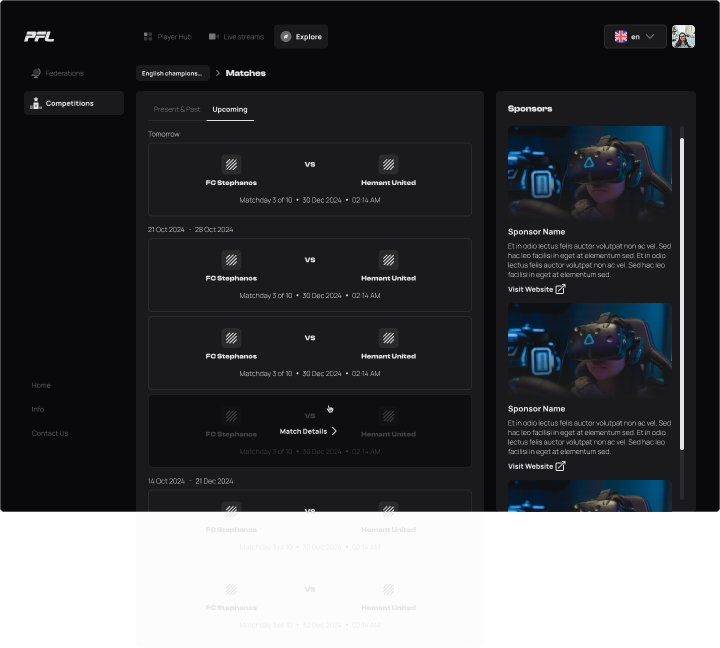 PFL
Player Hub
Live streams
Explore
en
Federations
Competitions
Home
Info
Contact Us
English champions...
Matches
Present & Past
Upcoming
Tomorrow
VS
FC Stephanos
Hemant United
Matchday 3 of 10 • 30 Dec 2024 • 02:14 AM
21 Oct 2024 - 28 Oct 2024
VS
FC Stephanos
Hemant United
Matchday 3 of 10 • 30 Dec 2024 • 02:14 AM
VS
FC Stephanos
Hemant United
Matchday 3 of 10 • 30 Dec 2024 • 02:14 AM
VS
Match Details
FC Stephanos
Hemant United
Matchday 3 of 10 • 30 Dec 2024 • 02:14 AM
14 Oct 2024 - 21 Dec 2024
VS
FC Stephanos
Hemant United
Matchday 3 of 10 • 30 Dec 2024 • 02:14 AM
VS
FC Stephanos
Hemant United
Matchday 3 of 10 • 30 Dec 2024 • 02:14 AM
Sponsors
Sponsor Name
Et in odio lectus felis auctor volutpat non ac vel. Sed
hac leo facilisi in eget at elementum sed. Et in odio
lectus felis auctor volutpat non ac vel. Sed hac leo
facilisi in eget at elementum sed.
Visit Website
Sponsor Name
Et in odio lectus felis auctor volutpat non ac vel. Sed
hac leo facilisi in eget at elementum sed. Et in odio
lectus felis auctor volutpat non ac vel. Sed hac leo
facilisi in eget at elementum sed.
Visit Website